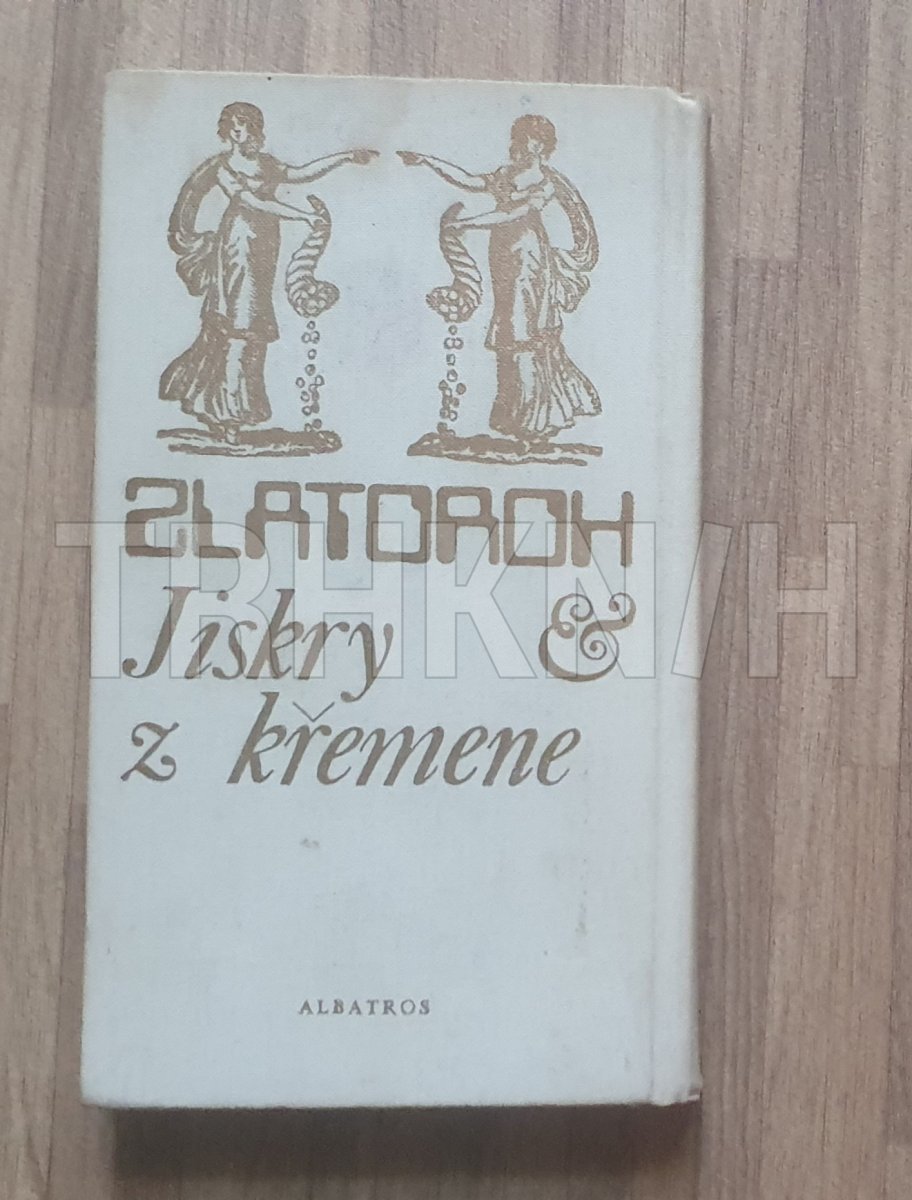 ZLATOROH
TRHKNIH
Jiskry &
z křemene
ALBATROS